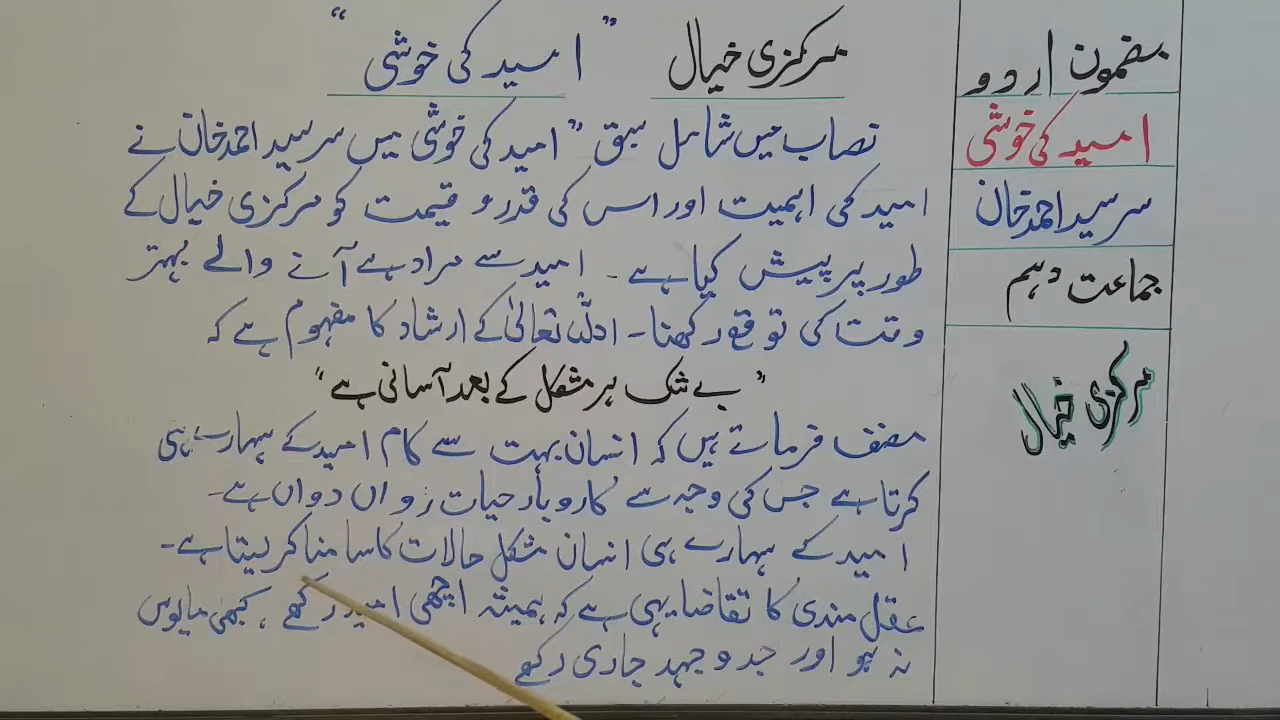 مضمون اردو
امید کی خوشی
سرسید احمد خان
جماعت دہم
مرکزی خیال
مرکزی خیال " امید کی خوشی "
نصاب میں شامل سبق " امید کی خوشی میں سرسید احمد خان نے
امید کی اہمیت اور اس کی قدر و قیمت کو مرکزی خیال کے
طور پر پیش کیا ہے ۔ امید سے مراد ہے آنے والے بہتر
وقت کی توقع رکھنا ۔ اللہ تعالیٰ کے ارشاد کا مفہوم ہے کہ
" بے شک ہر مشکل کے بعد آسانی ہے "
مصنف فرماتے ہیں کہ انسان بہت سے کام امید کے سہارے ہی
کرتا ہے جس کی وجہ سے کاروبار حیات رواں دواں ہے ۔
امید کے سہارے ہی انسان مشکل حالات کا سامنا کر لیتا ہے ۔
عقل مندی کا تقاضا یہی ہے کہ ہمیشہ اچھی امید رکھے ، کبھی مایوس
نہ ہو اور جد و جہد جاری رکھے